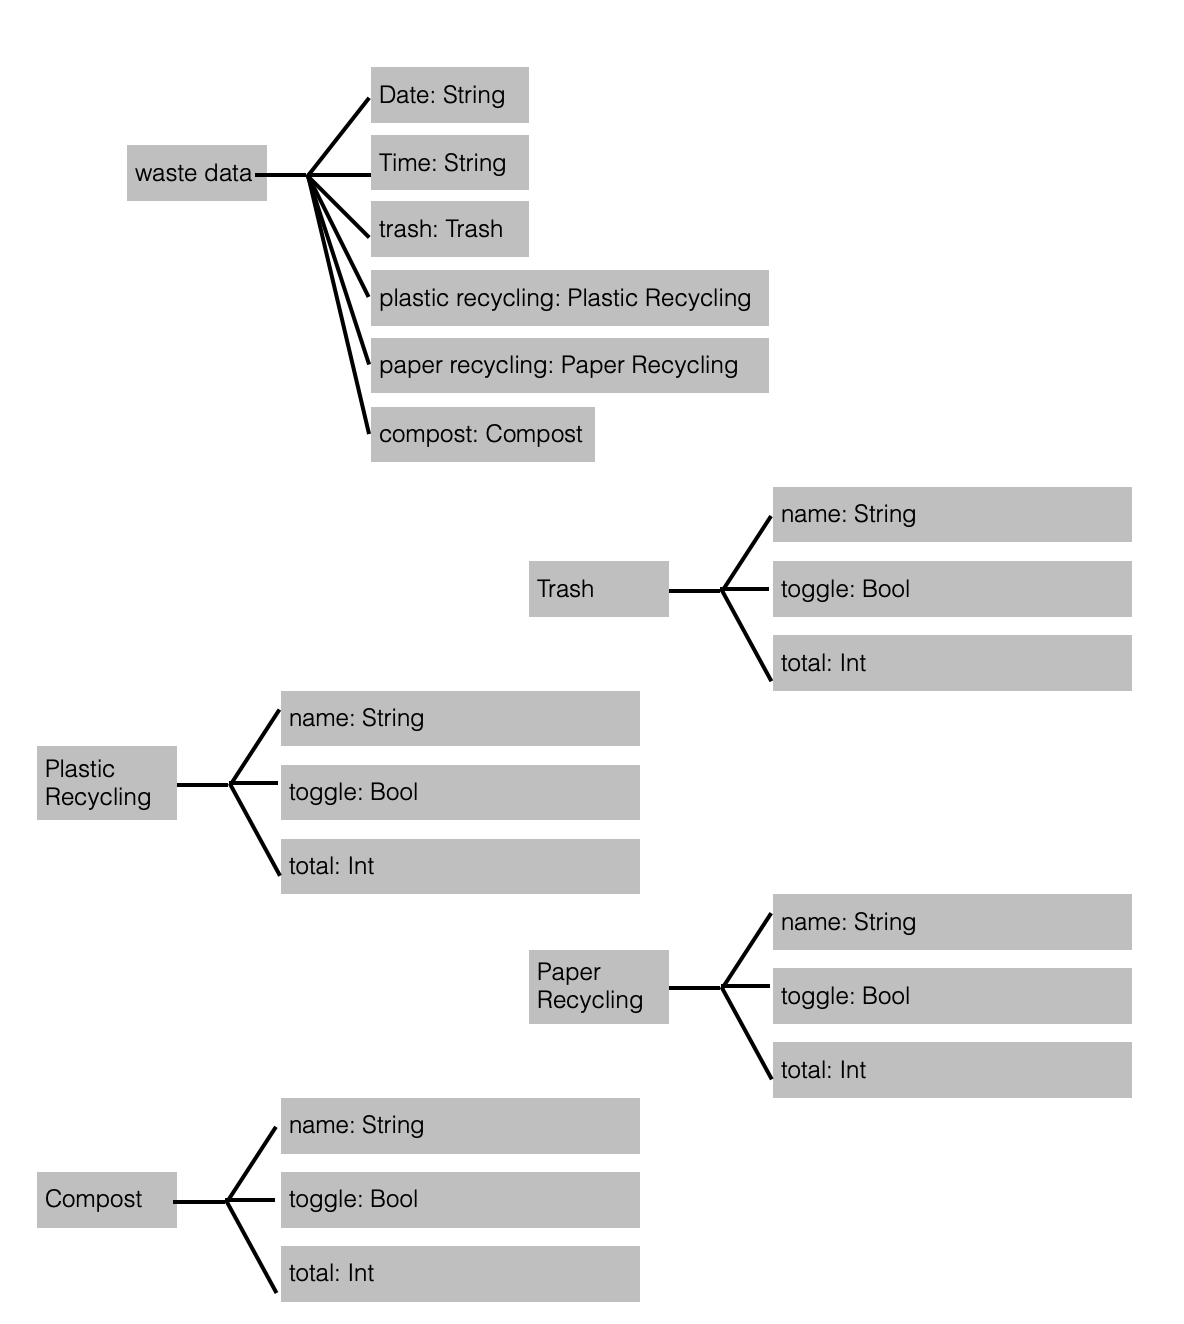 waste data
Date: String
Time: String
trash: Trash
plastic recycling: Plastic Recycling
paper recycling: Paper Recycling
compost: Compost
Trash
name: String
toggle: Bool
total: Int
Plastic
Recycling
name: String
toggle: Bool
total: Int
Paper
Recycling
name: String
toggle: Bool
total: Int
Compost
name: String
toggle: Bool
total: Int